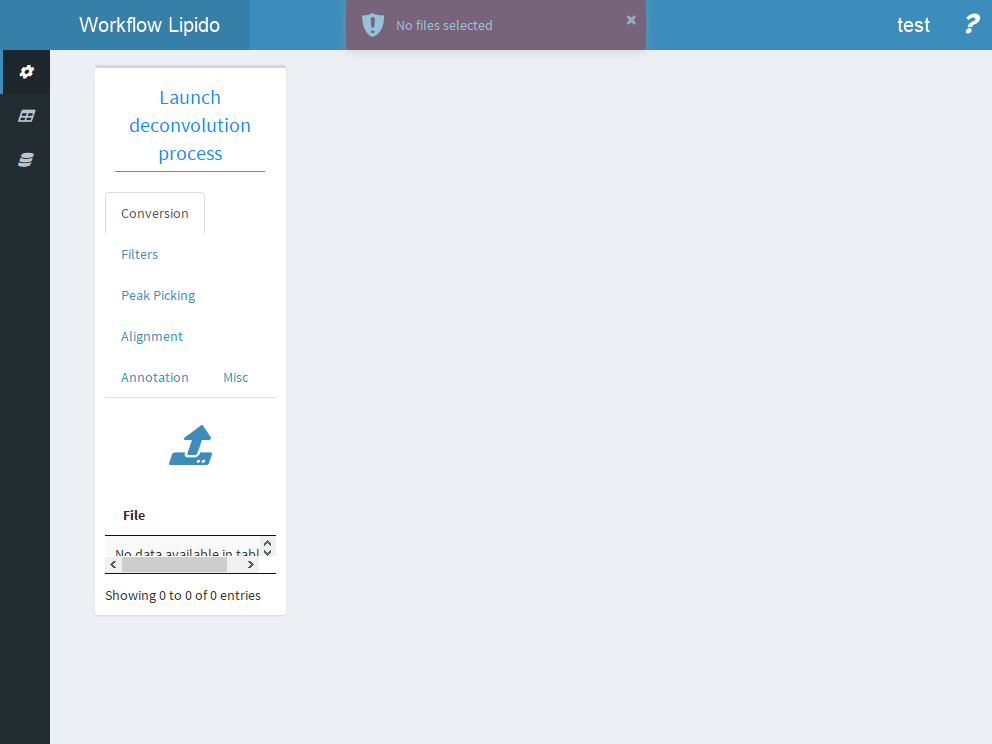 Workflow Lipido
No files selected
×
test
?
Launch
deconvolution
process
Conversion
Filters
Peak Picking
Alignment
Annotation Misc
File
No data available in tabl
Showing 0 to 0 of 0 entries